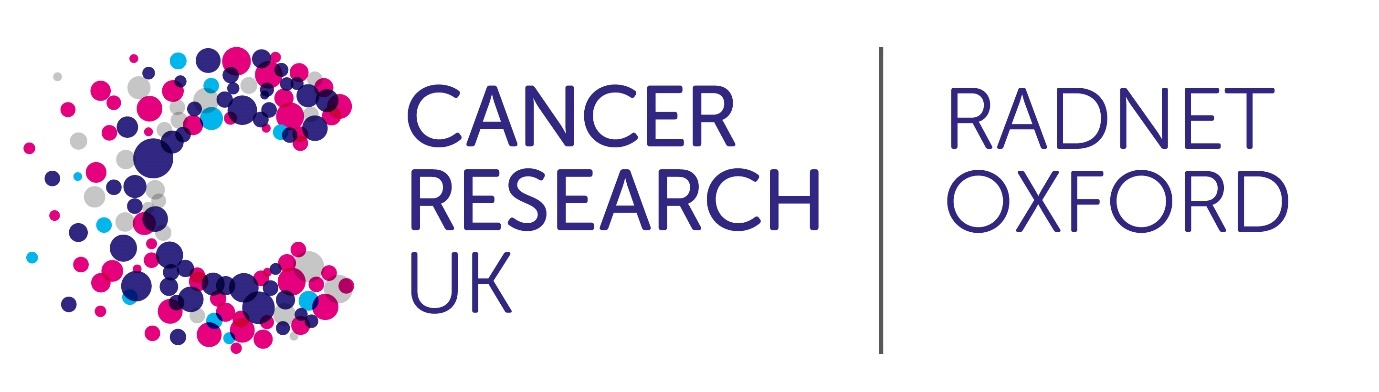 CANCER
RESEARCH
UK
RADNET
OXFORD